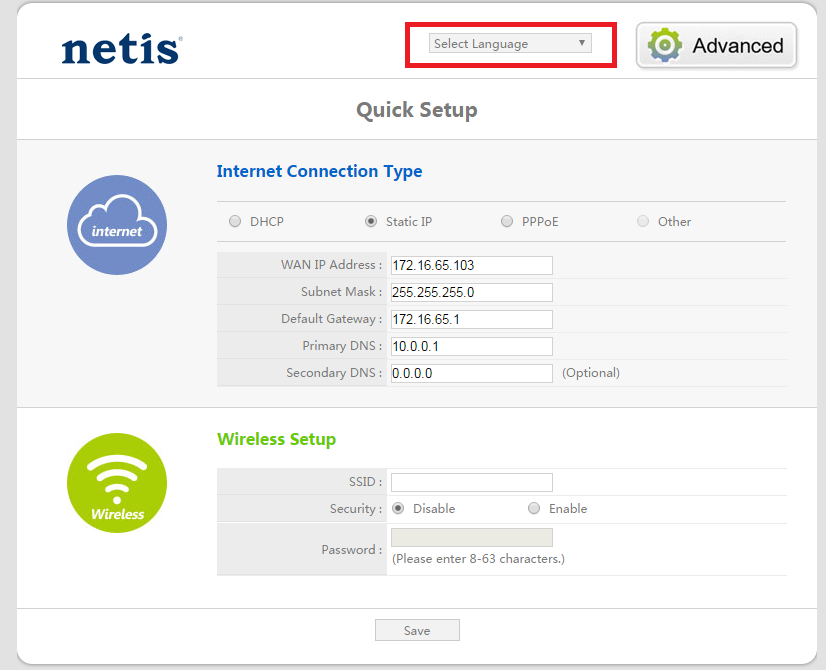 netis
Select Language
Advanced
Quick Setup
Internet Connection Type
internet
DHCP Static IP PPPoE Other
WAN IP Address : 172.16.65.103
Subnet Mask : 255.255.255.0
Default Gateway : 172.16.65.1
Primary DNS : 10.0.0.1
Secondary DNS : 0.0.0.0 (Optional)
Wireless Setup
Wireless
SSID :
Security : Disable Enable
Password :
(Please enter 8-63 characters.)
Save